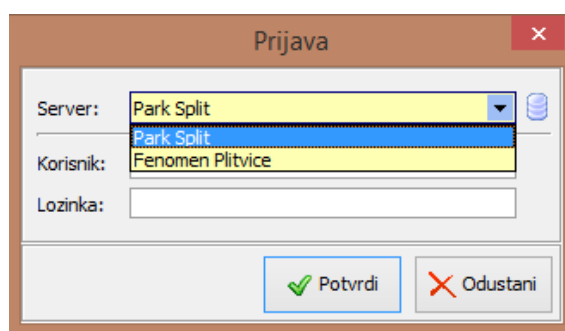 Prijava
Server: Park Split
Park Split
Fenomen Plitvice
Korisnik:
Lozinka:
Potvrdi Odustani